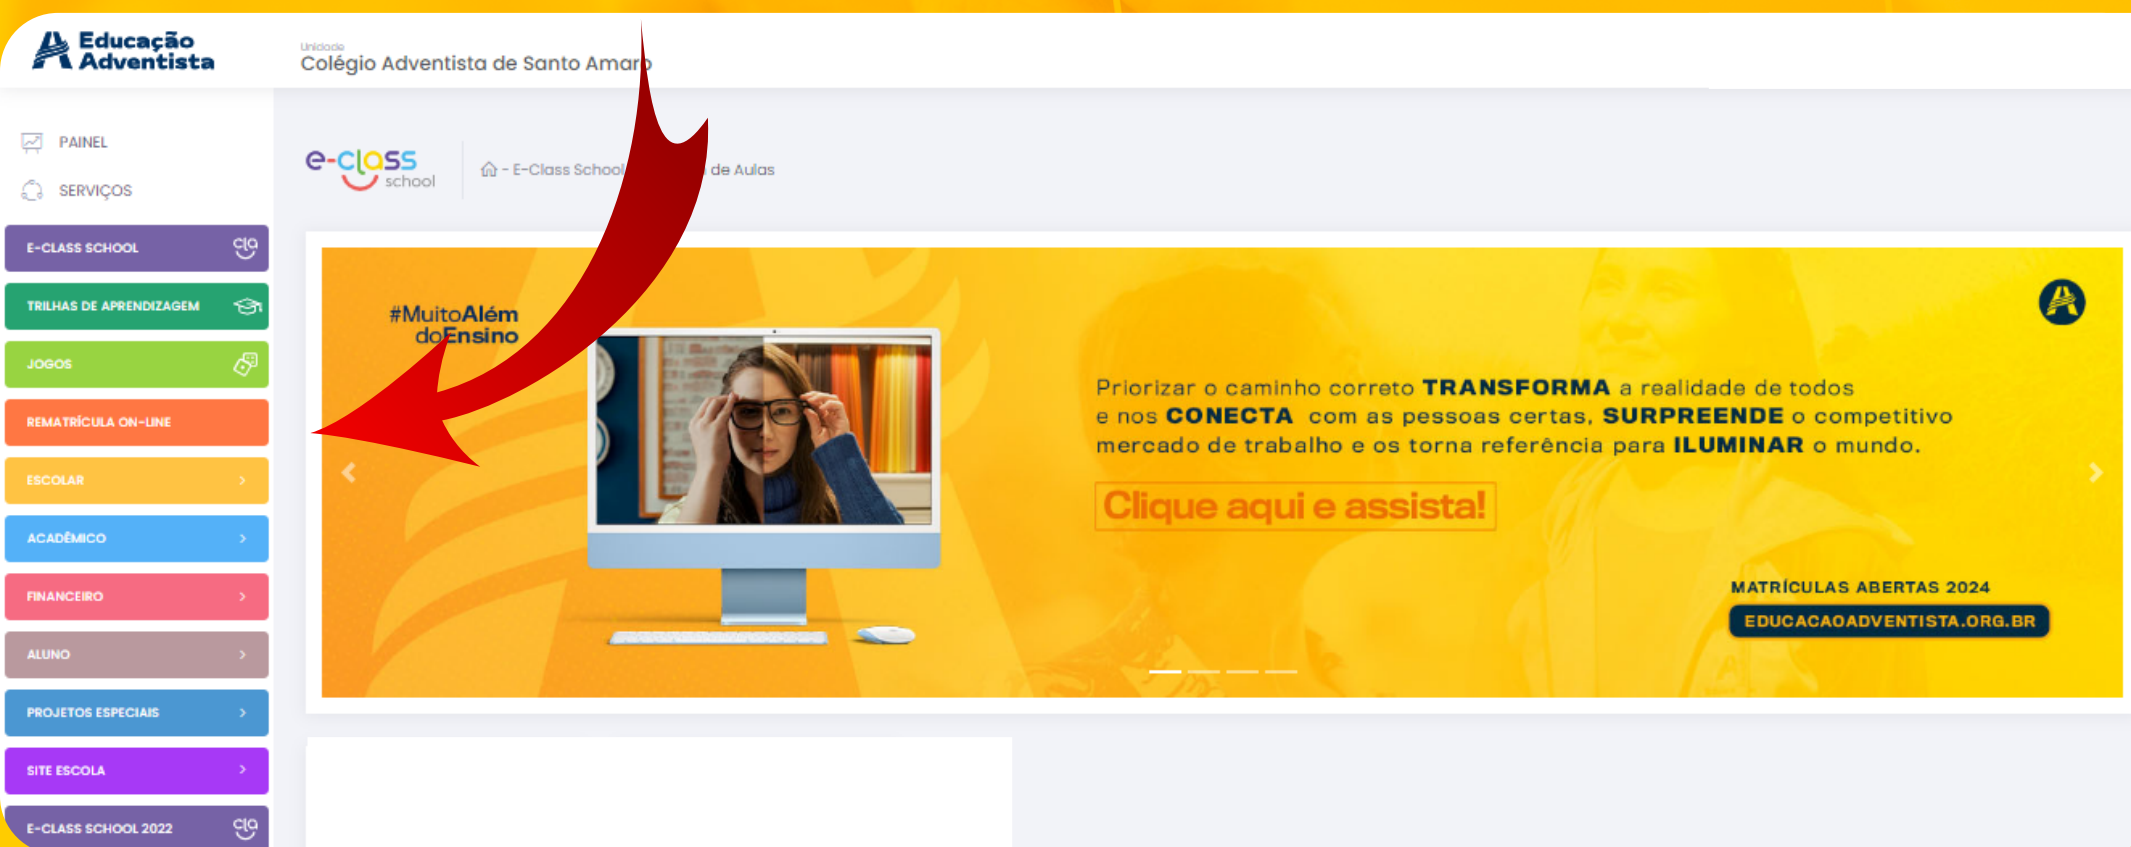 Educação
Adventista
Unidade
Colégio Adventista de Santo Amaro
PAINEL
SERVIÇOS
E-CLASS SCHOOL
cla
TRILHAS DE APRENDIZAGEM
JOGOS
REMATRÍCULA ON-LINE
ESCOLAR
ACADÊMICO
FINANCEIRO
ALUNO
PROJETOS ESPECIAIS
SITE ESCOLA
E-CLASS SCHOOL 2022
cla
e-class
school
- E-Class School de Aulas
#MuitoAlém
doEnsino
Priorizar o caminho correto TRANSFORMA a realidade de todos
e nos CONECTA com as pessoas certas, SURPREENDE o competitivo
mercado de trabalho e os torna referência para ILUMINAR o mundo.
Clique aqui e assista!
MATRÍCULAS ABERTAS 2024
EDUCACAOADVENTISTA.ORG.BR